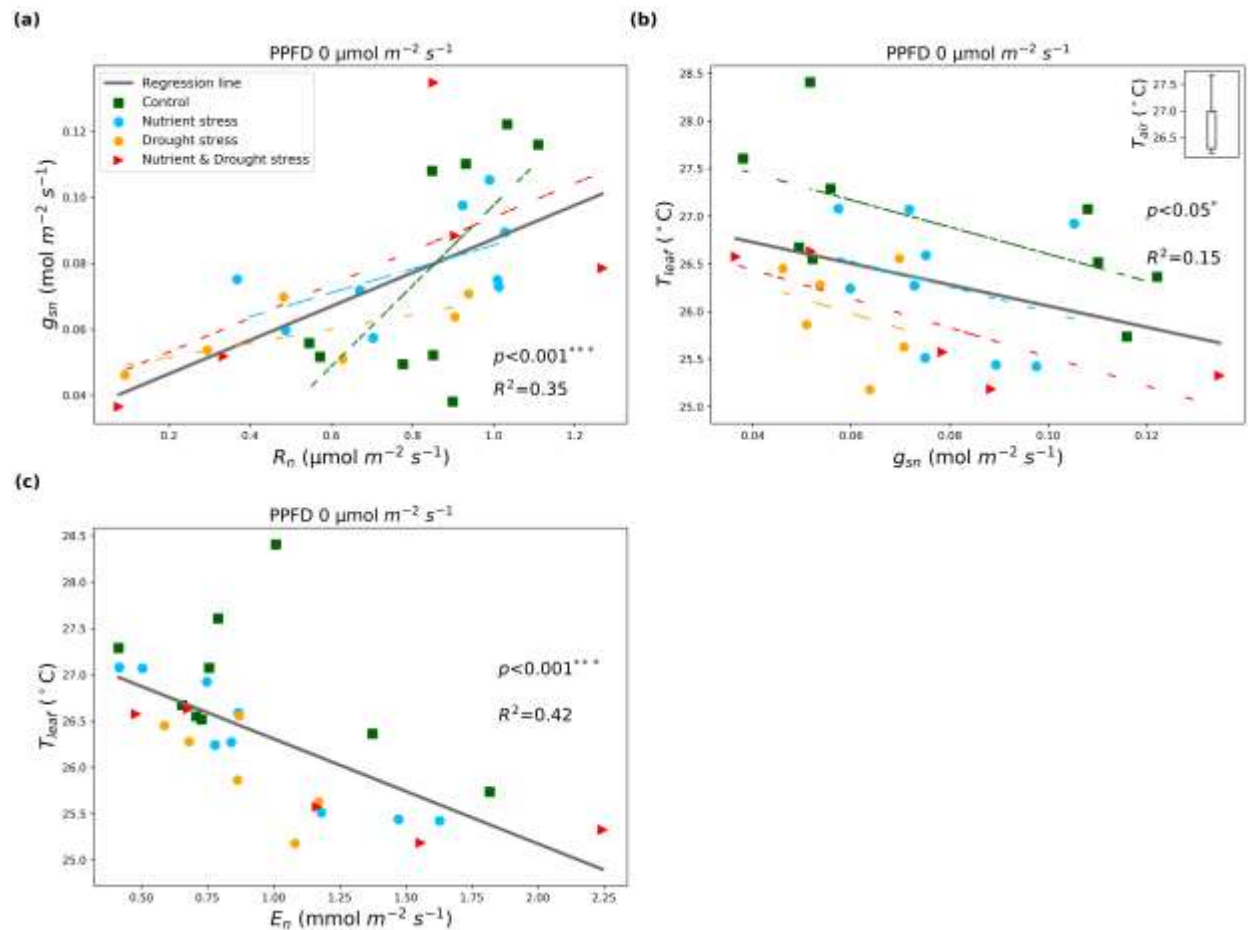 (a)
PPFD 0 μmol m⁻² s⁻¹
Regression line
Control
Nutrient stress
Drought stress
Nutrient & Drought stress
0.12
0.10
0.08
0.06
0.04
g_sn (mol m⁻² s⁻¹)
p<0.001***
R²=0.35
0.2 0.4 0.6 0.8 1.0 1.2
R_n (μmol m⁻² s⁻¹)
(b)
PPFD 0 μmol m⁻² s⁻¹
28.5
28.0
27.5
27.0
26.5
26.0
25.5
25.0
T_leaf (°C)
T_air (°C)
27.5
27.0
26.5
p<0.05*
R²=0.15
0.04 0.06 0.08 0.10 0.12
g_sn (mol m⁻² s⁻¹)
(c)
PPFD 0 μmol m⁻² s⁻¹
28.5
28.0
27.5
27.0
26.5
26.0
25.5
25.0
T_leaf (°C)
p<0.001***
R²=0.42
0.50 0.75 1.00 1.25 1.50 1.75 2.00 2.25
E_n (mmol m⁻² s⁻¹)